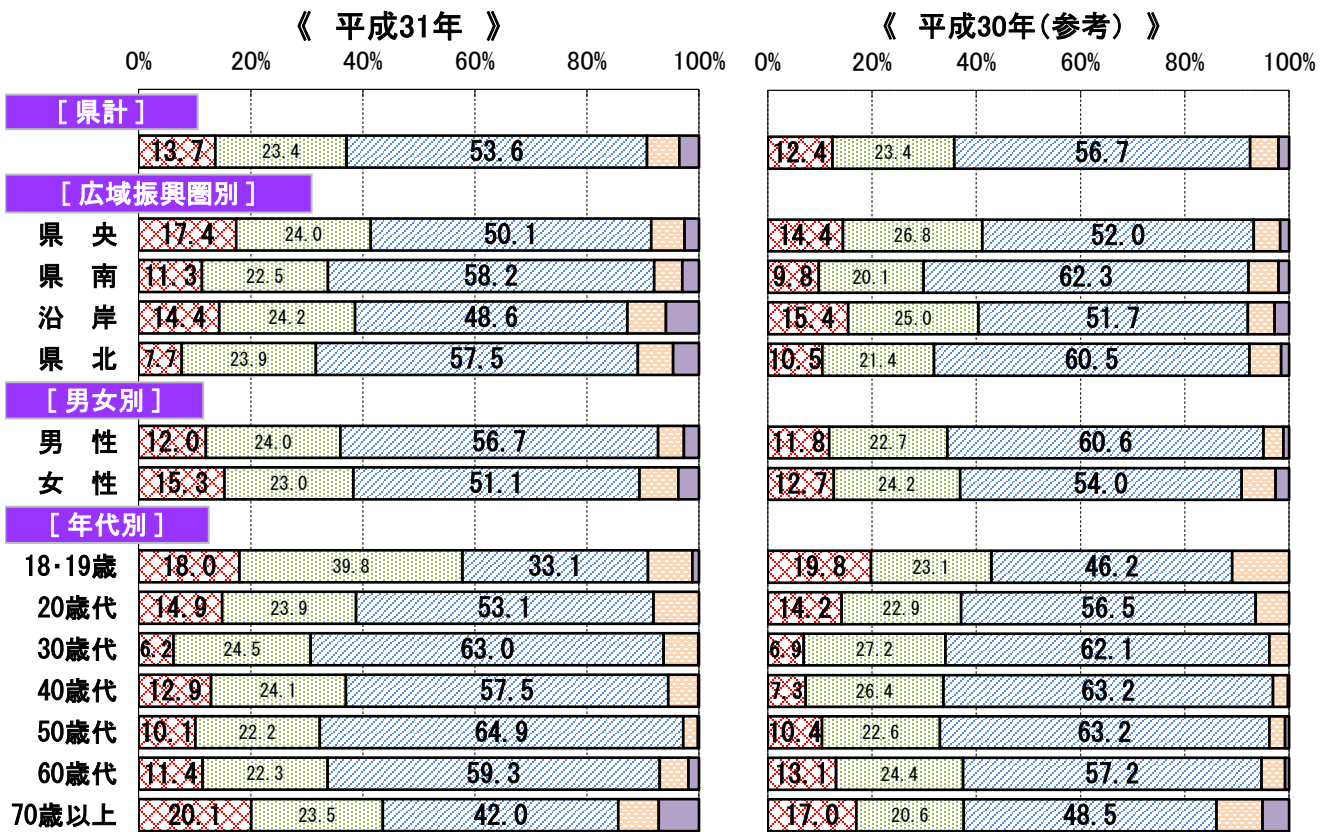 《 平成31年 》 《 平成30年(参考) 》
0% 20% 40% 60% 80% 100% 0% 20% 40% 60% 80% 100%
[ 県計 ]
13.7 23.4 53.6 12.4 23.4 56.7
[ 広域振興圏別 ]
県 央 17.4 24.0 50.1 14.4 26.8 52.0
県 南 11.3 22.5 58.2 9.8 20.1 62.3
沿 岸 14.4 24.2 48.6 15.4 25.0 51.7
県 北 7.7 23.9 57.5 10.5 21.4 60.5
[ 男女別 ]
男 性 12.0 24.0 56.7 11.8 22.7 60.6
女 性 15.3 23.0 51.1 12.7 24.2 54.0
[ 年代別 ]
18・19歳 18.0 39.8 33.1 19.8 23.1 46.2
20歳代 14.9 23.9 53.1 14.2 22.9 56.5
30歳代 6.2 24.5 63.0 6.9 27.2 62.1
40歳代 12.9 24.1 57.5 7.3 26.4 63.2
50歳代 10.1 22.2 64.9 10.4 22.6 63.2
60歳代 11.4 22.3 59.3 13.1 24.4 57.2
70歳以上 20.1 23.5 42.0 17.0 20.6 48.5